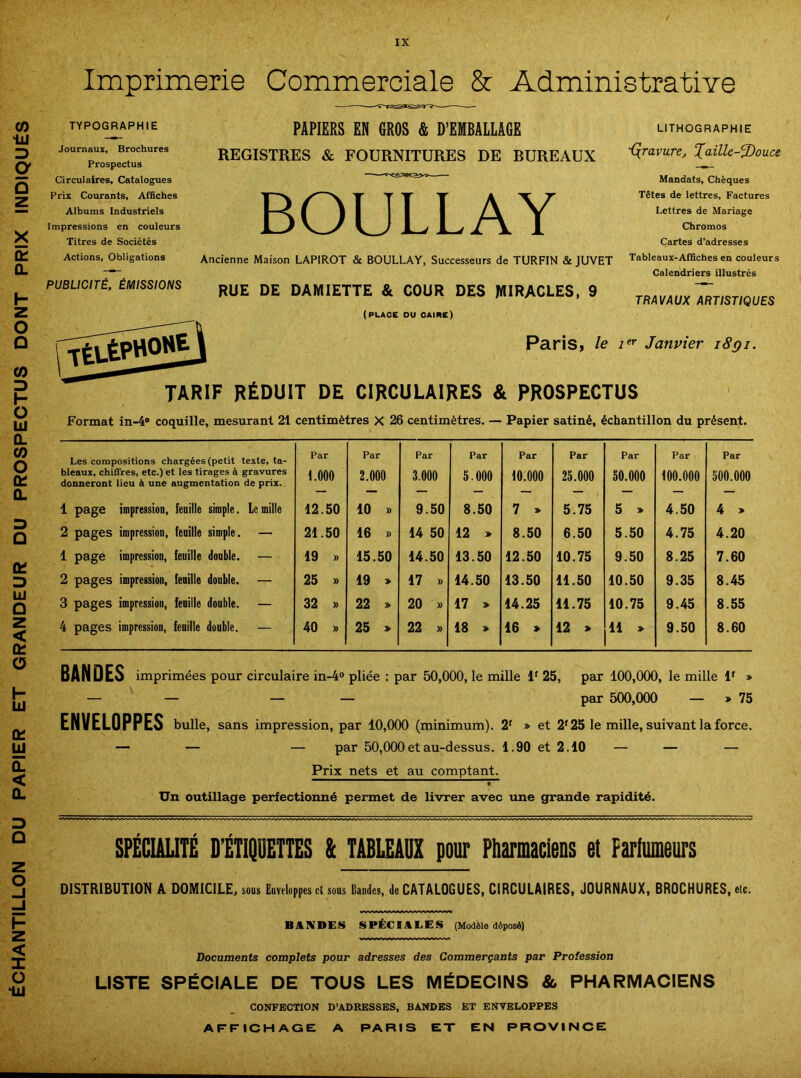 IX
Imprimerie Commerciale & Administrative
TYPOGRAPHIE
Journaux, Brochures
Prospectus
Circulaires, Catalogues
Prix Courants, Affiches
Albums Industriels
Impressions en couleurs
Titres de Sociétés
Actions, Obligations
PUBLICITÉ, ÉMISSIONS
TÉLÉPHONE
PAPIERS EN GROS & D'EMBALLAGE
REGISTRES & FOURNITURES DE BUREAUX
BOULLAY
Ancienne Maison LAPIROT & BOULLAY, Successeurs de TURFIN & JUVET
RUE DE DAMIETTE & COUR DES MIRACLES, 9
(PLACE DU CAIRE)
LITHOGRAPHIE
Gravure, Taille-Douce
Mandats, Chèques
Têtes de lettres, Factures
Lettres de Mariage
Chromos
Cartes d'adresses
Tableaux-Affiches en couleurs
Calendriers illustrés
TRAVAUX ARTISTIQUES
Paris, le 1er Janvier 1891.
TARIF RÉDUIT DE CIRCULAIRES & PROSPECTUS
Format in-4° coquille, mesurant 21 centimètres X 26 centimètres. — Papier satiné, échantillon du présent.
Les compositions chargées (petit texte, tableaux, chiffres, etc.) et les tirages à gravures donneront lieu à une augmentation de prix. Par 1.000 Par 2.000 Par 3.000 Par 5.000 Par 10.000 Par 25.000 Par 50.000 Par 100.000 Par 500.000
1 page impression, feuille simple. Le mille 12.50 10 » 9.50 8.50 7 » 5.75 5 » 4.50 4 »
2 pages impression, feuille simple. — 21.50 16 » 14 50 12 » 8.50 6.50 5.50 4.75 4.20
1 page impression, feuille double. — 19 » 15.50 14.50 13.50 12.50 10.75 9.50 8.25 7.60
2 pages impression, feuille double. — 25 » 19 » 17 » 14.50 13.50 11.50 10.50 9.35 8.45
3 pages impression, feuille double. — 32 » 22 » 20 » 17 » 14.25 11.75 10.75 9.45 8.55
4 pages impression, feuille double. — 40 » 25 » 22 » 18 » 16 » 12 » 11 » 9.50 8.60
BANDES imprimées pour circulaire in-4° pliée : par 50,000, le mille 1f 25, par 100,000, le mille 1f »
— — — — par 500,000 — » 75
ENVELOPPES bulle, sans impression, par 10,000 (minimum). 2f » et 2f 25 le mille, suivant la force.
— — — par 50,000 et au-dessus. 1.90 et 2.10 — — —
Prix nets et au comptant.
Un outillage perfectionné permet de livrer avec une grande rapidité.
SPÉCIALITÉ D'ÉTIQUETTES & TABLEAUX pour Pharmaciens et Parfumeurs
DISTRIBUTION A DOMICILE, sous Enveloppes et sous Bandes, de CATALOGUES, CIRCULAIRES, JOURNAUX, BROCHURES, etc.
BANDES SPÉCIALES (Modèle déposé)
Documents complets pour adresses des Commerçants par Profession
LISTE SPÉCIALE DE TOUS LES MÉDECINS & PHARMACIENS
CONFECTION D'ADRESSES, BANDES ET ENVELOPPES
AFFICHAGE A PARIS ET EN PROVINCE
ÉCHANTILLON DU PAPIER ET GRANDEUR DU PROSPECTUS DONT PRIX INDIQUÉS